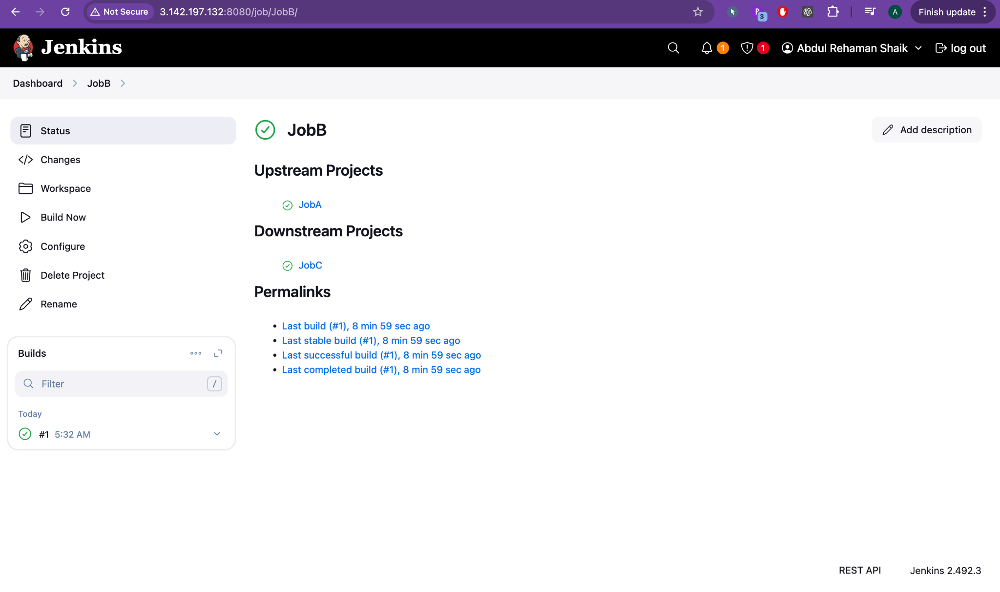 Not Secure 3.142.197.132:8080/job/JobB/ 3 A Finish update
Jenkins 1 1 Abdul Rehaman Shaik log out
Dashboard JobB
Status
Changes
Workspace
Build Now
Configure
Delete Project
Rename
Builds
Filter /
Today
#1 5:32 AM
JobB
Add description
Upstream Projects
JobA
Downstream Projects
JobC
Permalinks
Last build (#1), 8 min 59 sec ago
Last stable build (#1), 8 min 59 sec ago
Last successful build (#1), 8 min 59 sec ago
Last completed build (#1), 8 min 59 sec ago
REST API Jenkins 2.492.3